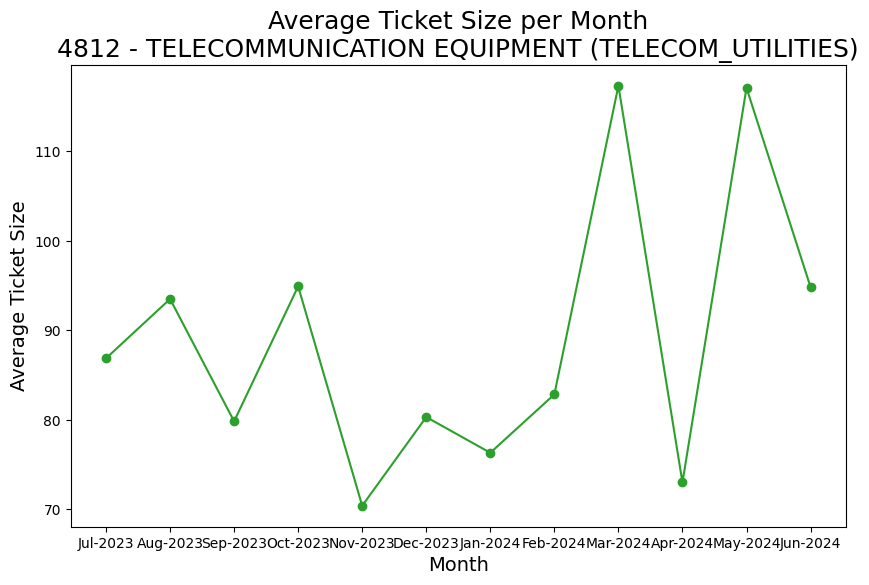 Average Ticket Size per Month
4812 - TELECOMMUNICATION EQUIPMENT (TELECOM_UTILITIES)
Average Ticket Size
110
100
90
80
70
Jul-2023 Aug-2023 Sep-2023 Oct-2023 Nov-2023 Dec-2023 Jan-2024 Feb-2024 Mar-2024 Apr-2024 May-2024 Jun-2024
Month